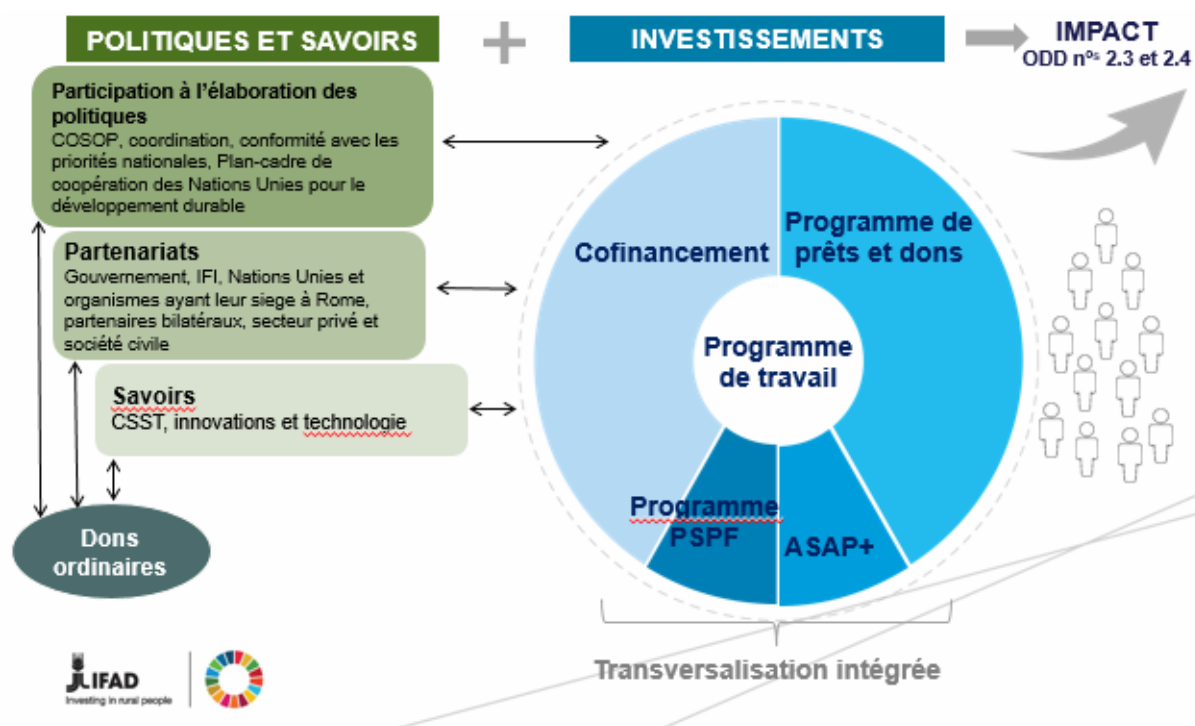 POLITIQUES ET SAVOIRS
+
INVESTISSEMENTS
IMPACT
ODD nºˢ 2.3 et 2.4
Participation à l'élaboration des
politiques
COSOP, coordination, conformité avec les
priorités nationales, Plan-cadre de
coopération des Nations Unies pour le
développement durable
Partenariats
Gouvernement, IFI, Nations Unies et
organismes ayant leur siege à Rome,
partenaires bilatéraux, secteur privé et
société civile
Savoirs
CSST, innovations et technologie
Dons
ordinaires
Cofinancement
Programme de
prêts et dons
Programme
de travail
Programme
PSPF
ASAP+
Transversalisation intégrée
IFAD
Investing in rural people